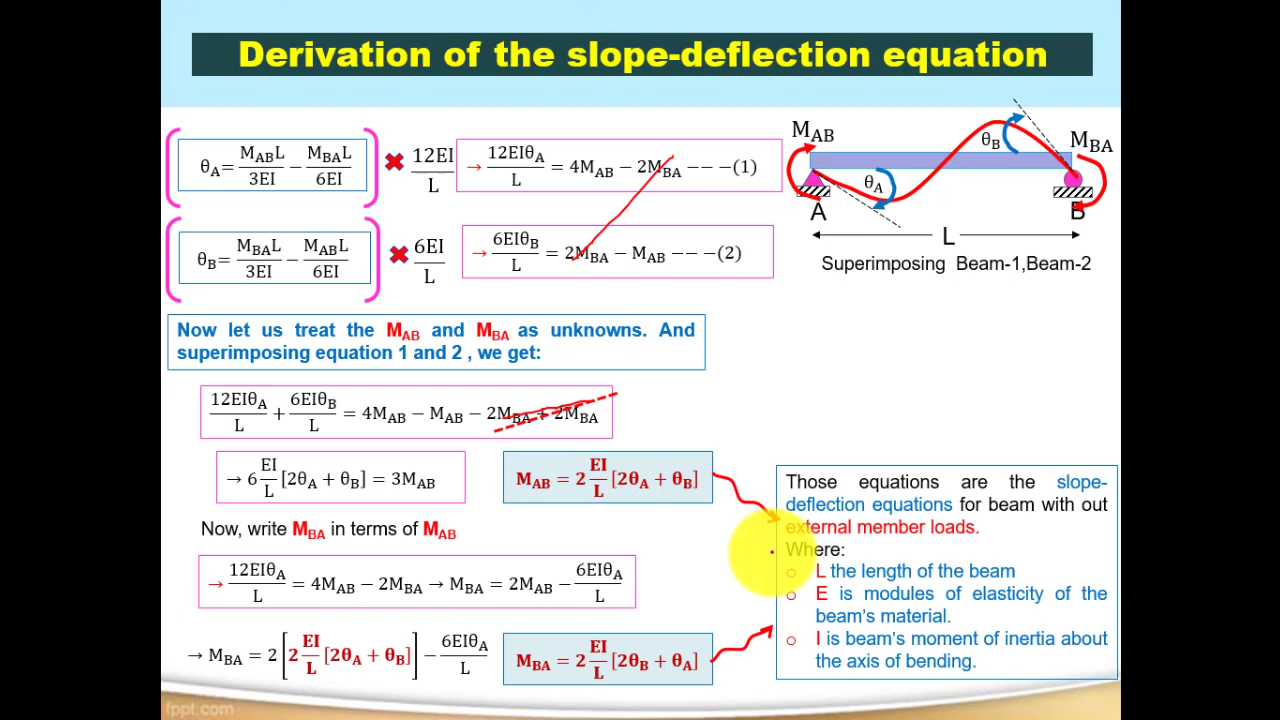 Derivation of the slope-deflection equation
θA= MABL/3EI − MBAL/6EI ✖ 12EI/L → 12EIθA/L = 4MAB − 2MBA −−− (1)
θB= MBAL/3EI − MABL/6EI ✖ 6EI/L → 6EIθB/L = 2MBA − MAB −−− −(2)
MAB
MBA
θB
θA
A
B
L
Superimposing Beam-1,Beam-2
Now let us treat the MAB and MBA as unknowns. And
superimposing equation 1 and 2 , we get:
12EIθA/L + 6EIθB/L = 4MAB − MAB − 2MBA + 2MBA
→ 6 EI/L [2θA + θB] = 3MAB
MAB = 2 EI/L [2θA + θB]
Now, write MBA in terms of MAB
→ 12EIθA/L = 4MAB − 2MBA → MBA = 2MAB − 6EIθA/L
→ MBA = 2 [2 EI/L [2θA + θB]] − 6EIθA/L
MBA = 2 EI/L [2θB + θA]
Those equations are the slope-
deflection equations for beam with out
external member loads.
Where:
o L the length of the beam
o E is modules of elasticity of the
beam's material.
o I is beam's moment of inertia about
the axis of bending.
fppt.com